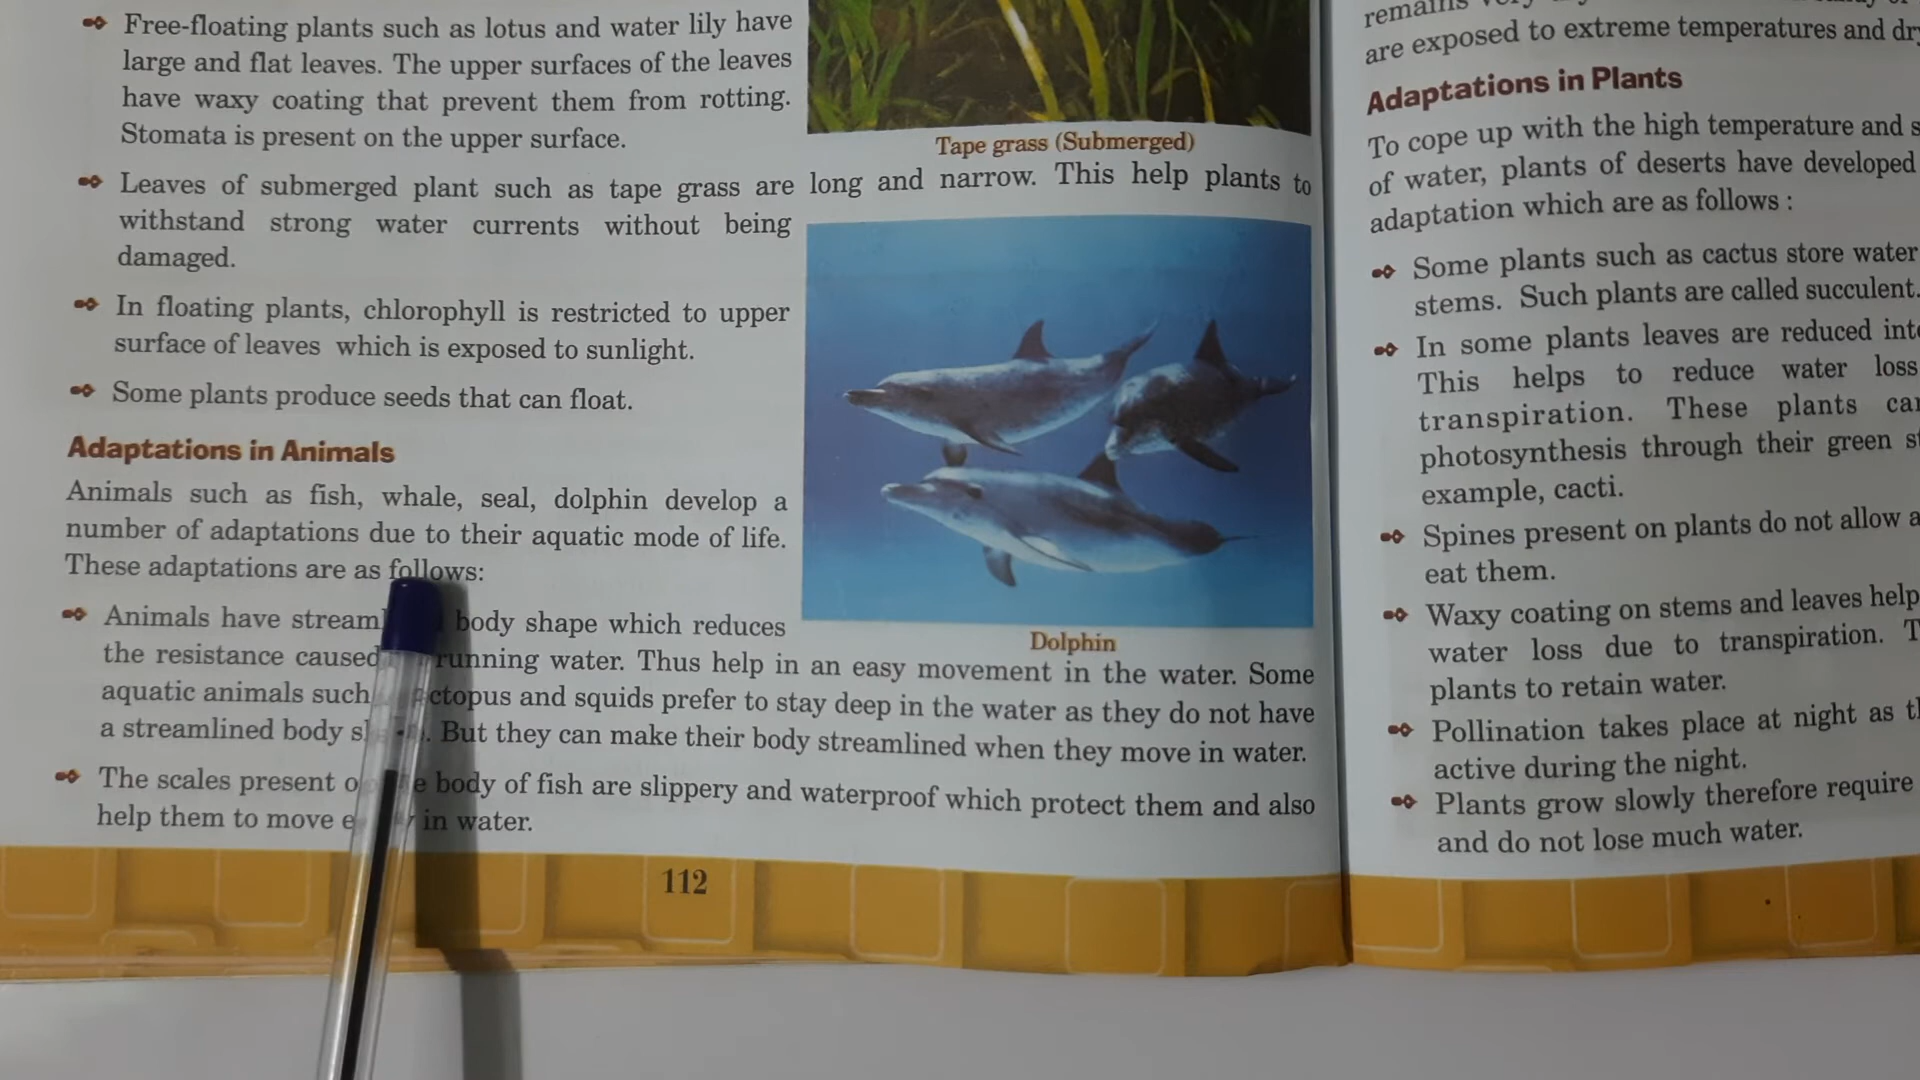 Free-floating plants such as lotus and water lily have
large and flat leaves. The upper surfaces of the leaves
have waxy coating that prevent them from rotting.
Stomata is present on the upper surface.
Tape grass (Submerged)
Leaves of submerged plant such as tape grass are long and narrow. This help plants to
withstand strong water currents without being
damaged.
In floating plants, chlorophyll is restricted to upper
surface of leaves which is exposed to sunlight.
Some plants produce seeds that can float.
Adaptations in Animals
Animals such as fish, whale, seal, dolphin develop a
number of adaptations due to their aquatic mode of life.
These adaptations are as follows:
Dolphin
Animals have body shape which reduces
the resistance caused running water. Thus help in an easy movement in the water. Some
aquatic animals such octopus and squids prefer to stay deep in the water as they do not have
a streamlined body But they can make their body streamlined when they move in water.
The scales present body of fish are slippery and waterproof which protect them and also
help them to move in water.
112
remains very
are exposed to extreme temperatures and
Adaptations in Plants
To cope up with the high temperature and
of water, plants of deserts have developed
adaptation which are as follows :
Some plants such as cactus store water
stems. Such plants are called succulent.
In some plants leaves are reduced
This helps to reduce water loss
transpiration. These plants
photosynthesis through their green
example, cacti.
Spines present on plants do not allow
eat them.
Waxy coating on stems and leaves help
water loss due to transpiration.
plants to retain water.
Pollination takes place at night as
active during the night.
Plants grow slowly therefore require
and do not lose much water.